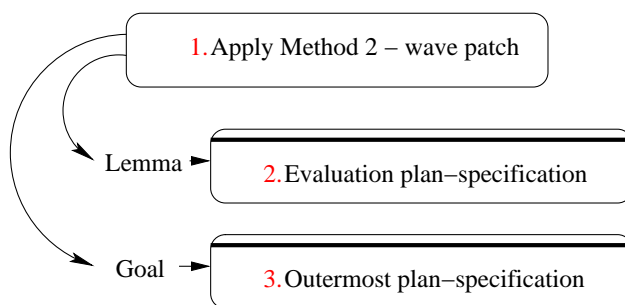 1.Apply Method 2 – wave patch
Lemma
2.Evaluation plan–specification
Goal
3.Outermost plan–specification